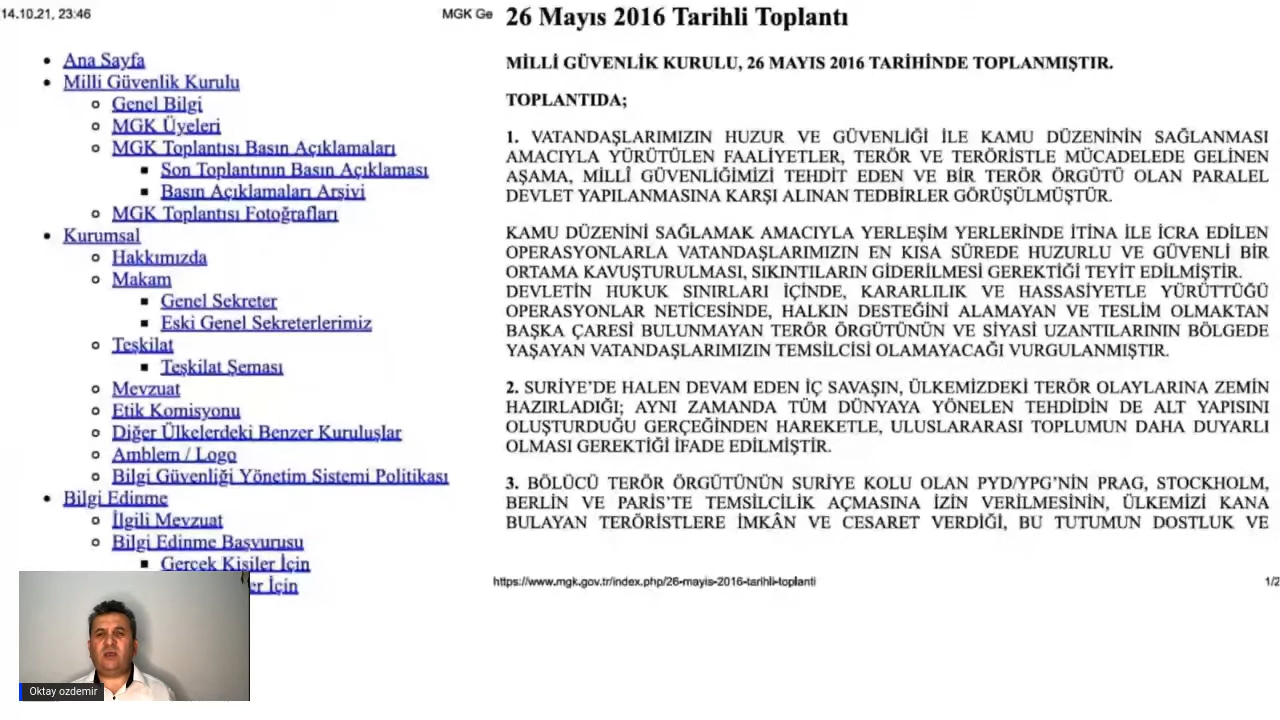 14.10.21, 23:46
MGK Ge
Ana Sayfa
Milli Güvenlik Kurulu
Genel Bilgi
MGK Üyeleri
MGK Toplantısı Basın Açıklamaları
Son Toplantının Basın Açıklaması
Basın Açıklamaları Arşivi
MGK Toplantısı Fotoğrafları
Kurumsal
Hakkımızda
Makam
Genel Sekreter
Eski Genel Sekreterlerimiz
Teşkilat
Teşkilat Şeması
Mevzuat
Etik Komisyonu
Diğer Ülkelerdeki Benzer Kuruluşlar
Amblem / Logo
Bilgi Güvenliği Yönetim Sistemi Politikası
Bilgi Edinme
İlgili Mevzuat
Bilgi Edinme Başvurusu
Gerçek Kişiler İçin
er İçin
26 Mayıs 2016 Tarihli Toplantı
MİLLİ GÜVENLİK KURULU, 26 MAYIS 2016 TARİHİNDE TOPLANMIŞTIR.
TOPLANTIDA;
1. VATANDAŞLARIMIZIN HUZUR VE GÜVENLİĞİ İLE KAMU DÜZENİNİN SAĞLANMASI
AMACIYLA YÜRÜTÜLEN FAALİYETLER, TERÖR VE TERÖRİSTLE MÜCADELEDE GELİNEN
AŞAMA, MİLLÎ GÜVENLİĞİMİZİ TEHDİT EDEN VE BİR TERÖR ÖRGÜTÜ OLAN PARALEL
DEVLET YAPILANMASINA KARŞI ALINAN TEDBİRLER GÖRÜŞÜLMÜŞTÜR.
KAMU DÜZENİNİ SAĞLAMAK AMACIYLA YERLEŞİM YERLERİNDE İTİNA İLE İCRA EDİLEN
OPERASYONLARLA VATANDAŞLARIMIZIN EN KISA SÜREDE HUZURLU VE GÜVENLİ BİR
ORTAMA KAVUŞTURULMASI, SIKINTILARIN GİDERİLMESİ GEREKTİĞİ TEYİT EDİLMİŞTİR.
DEVLETİN HUKUK SINIRLARI İÇİNDE, KARARLILIK VE HASSASİYETLE YÜRÜTTÜĞÜ
OPERASYONLAR NETİCESİNDE, HALKIN DESTEĞİNİ ALAMAYAN VE TESLİM OLMAKTAN
BAŞKA ÇARESİ BULUNMAYAN TERÖR ÖRGÜTÜNÜN VE SİYASİ UZANTILARININ BÖLGEDE
YAŞAYAN VATANDAŞLARIMIZIN TEMSİLCİSİ OLAMAYACAĞI VURGULANMIŞTIR.
2. SURİYE'DE HALEN DEVAM EDEN İÇ SAVAŞIN, ÜLKEMİZDEKİ TERÖR OLAYLARINA ZEMİN
HAZIRLADIĞI; AYNI ZAMANDA TÜM DÜNYAYA YÖNELEN TEHDİDİN DE ALT YAPISINI
OLUŞTURDUĞU GERÇEĞİNDEN HAREKETLE, ULUSLARARASI TOPLUMUN DAHA DUYARLI
OLMASI GEREKTİĞİ İFADE EDİLMİŞTİR.
3. BÖLÜCÜ TERÖR ÖRGÜTÜNÜN SURİYE KOLU OLAN PYD/YPG'NİN PRAG, STOCKHOLM,
BERLİN VE PARİS'TE TEMSİLCİLİK AÇMASINA İZİN VERİLMESİNİN, ÜLKEMİZİ KANA
BULAYAN TERÖRİSTLERE İMKÂN VE CESARET VERDİĞİ, BU TUTUMUN DOSTLUK VE
https://www.mgk.gov.tr/index.php/26-mayis-2016-tarihli-toplanti
1/2
Oktay ozdemir